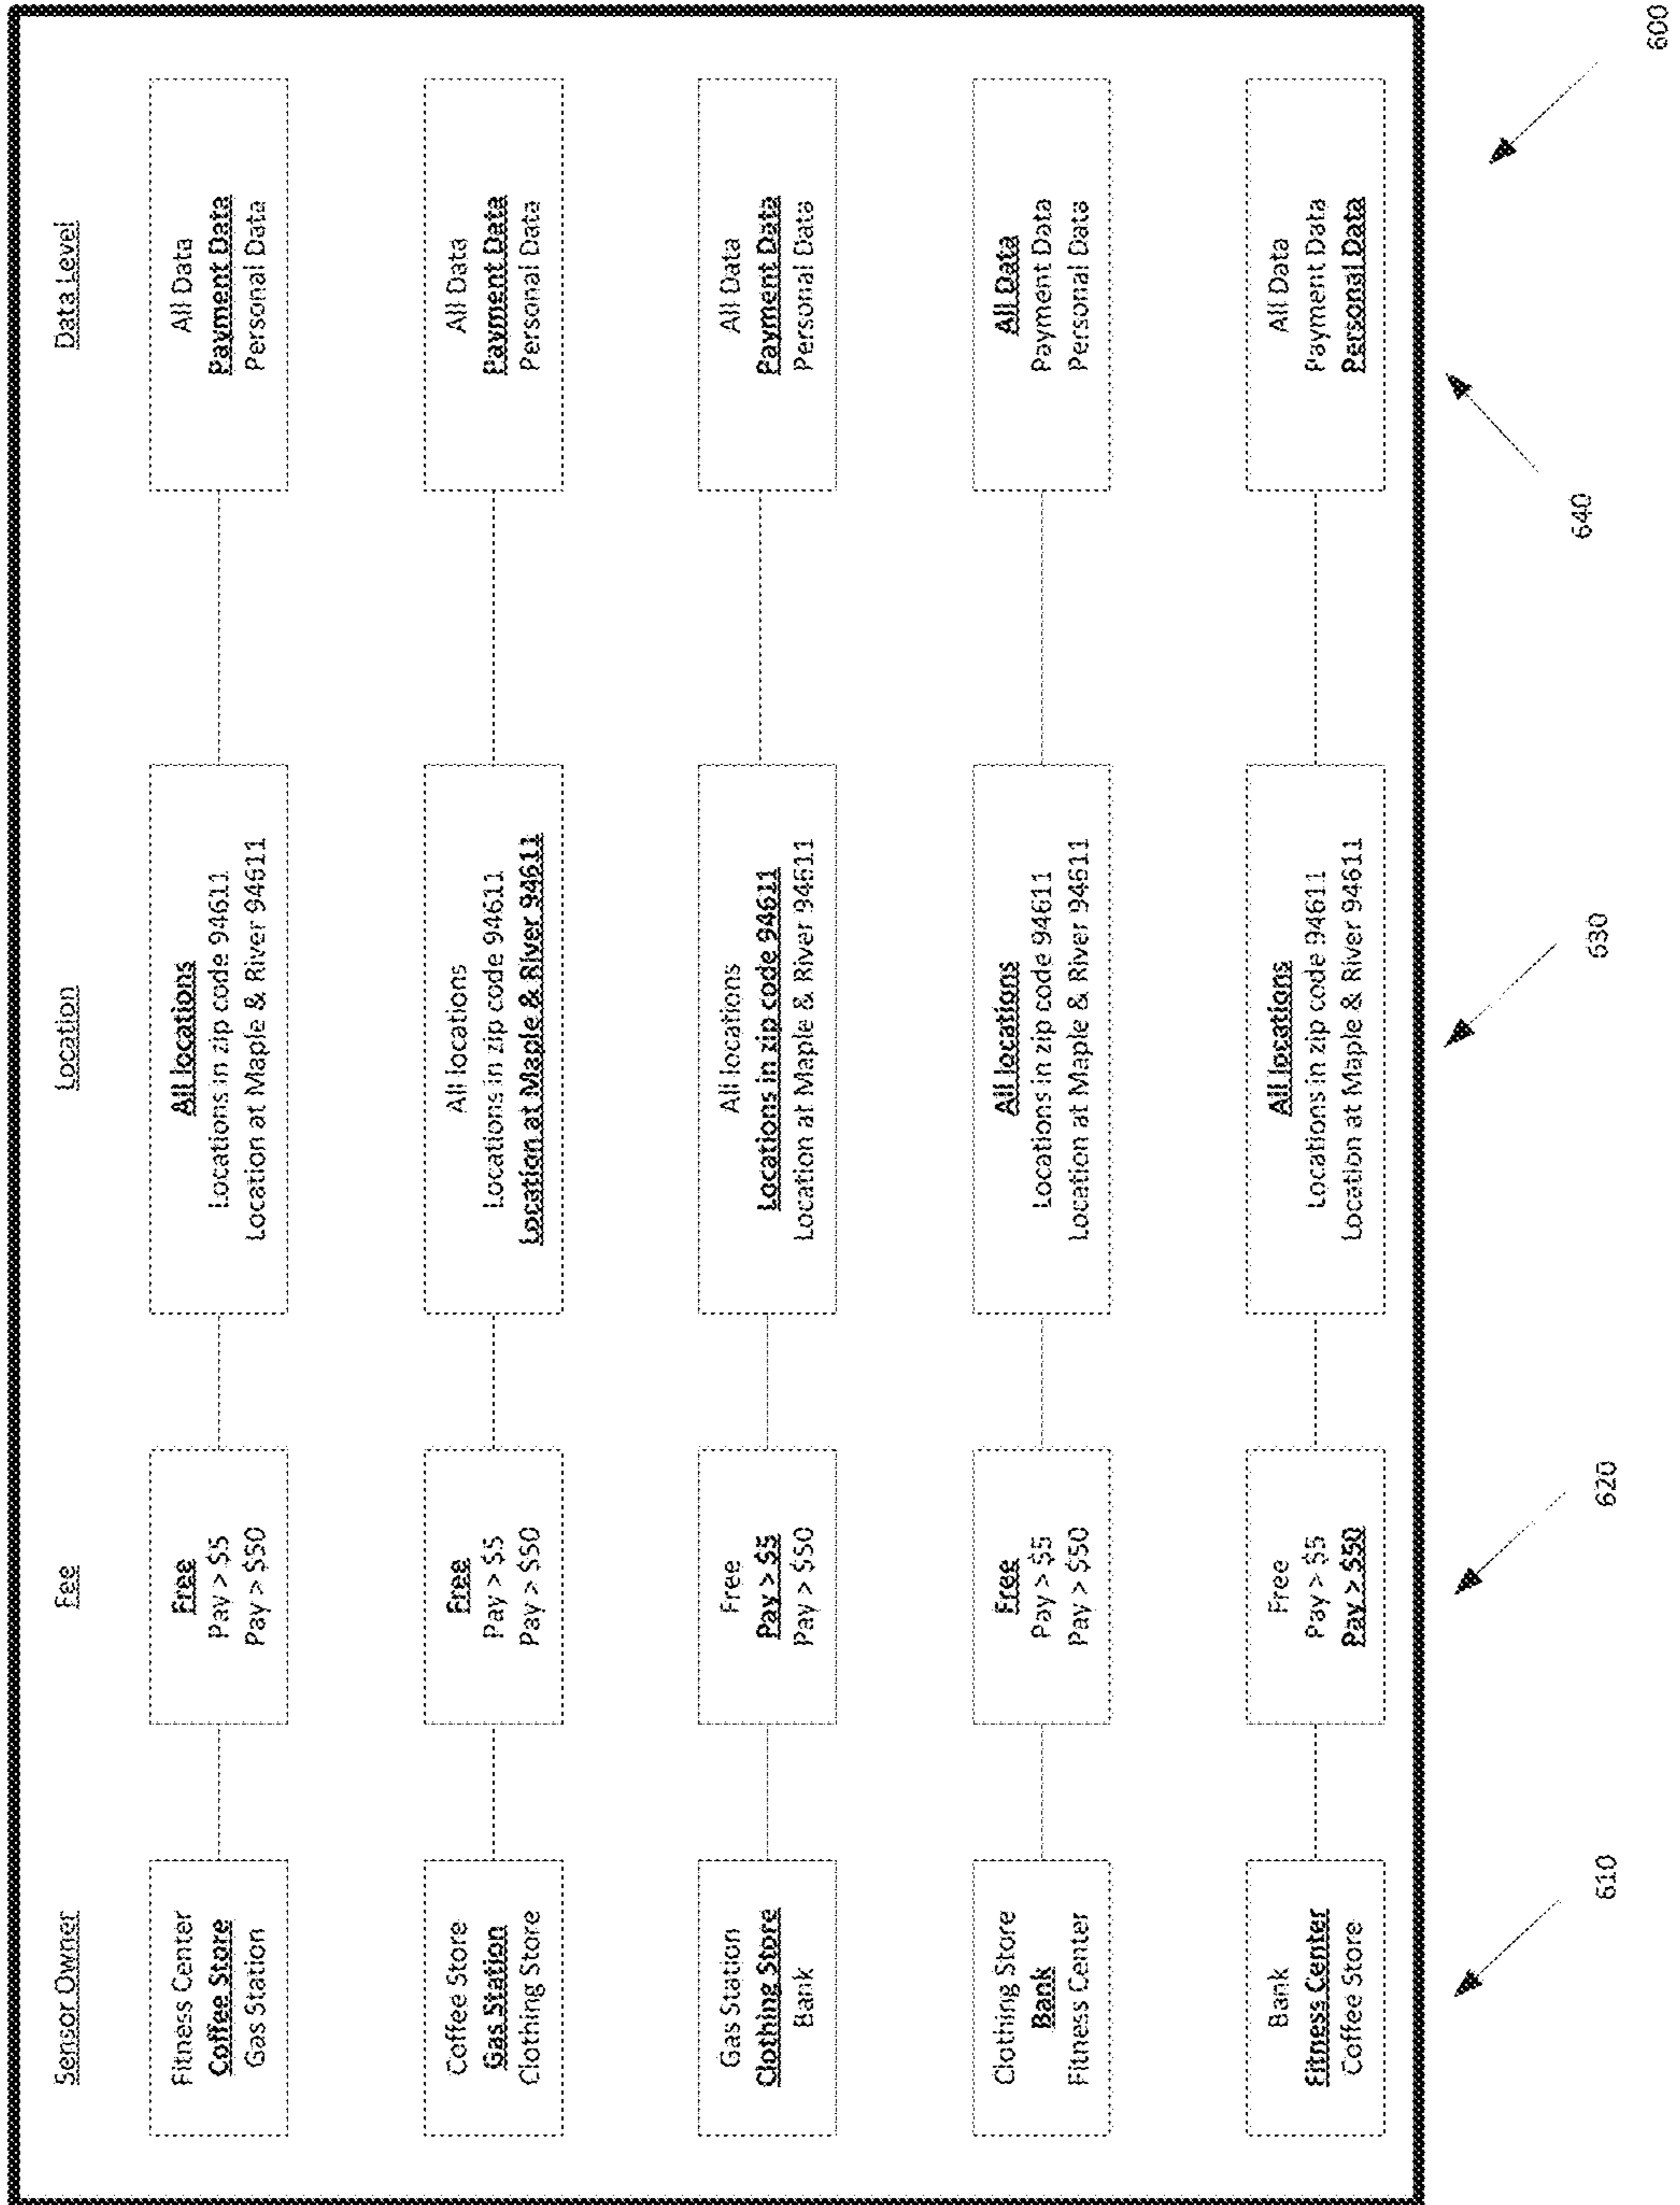 Sensor Owner
Fee
Location
Data Level
Fitness Center
Coffee Store
Gas Station
Free
Pay > $5
Pay > $50
All locations
Locations in zip code 94611
Location at Maple & River 94611
All Data
Payment Data
Personal Data
Coffee Store
Gas Station
Clothing Store
Free
Pay > $5
Pay > $50
All locations
Locations in zip code 94611
Location at Maple & River 94611
All Data
Payment Data
Personal Data
Gas Station
Clothing Store
Bank
Free
Pay > $5
Pay > $50
All locations
Locations in zip code 94611
Location at Maple & River 94611
All Data
Payment Data
Personal Data
Clothing Store
Bank
Fitness Center
Free
Pay > $5
Pay > $50
All locations
Locations in zip code 94611
Location at Maple & River 94611
All Data
Payment Data
Personal Data
Bank
Fitness Center
Coffee Store
Free
Pay > $5
Pay > $50
All locations
Locations in zip code 94611
Location at Maple & River 94611
All Data
Payment Data
Personal Data
610
620
630
640
600